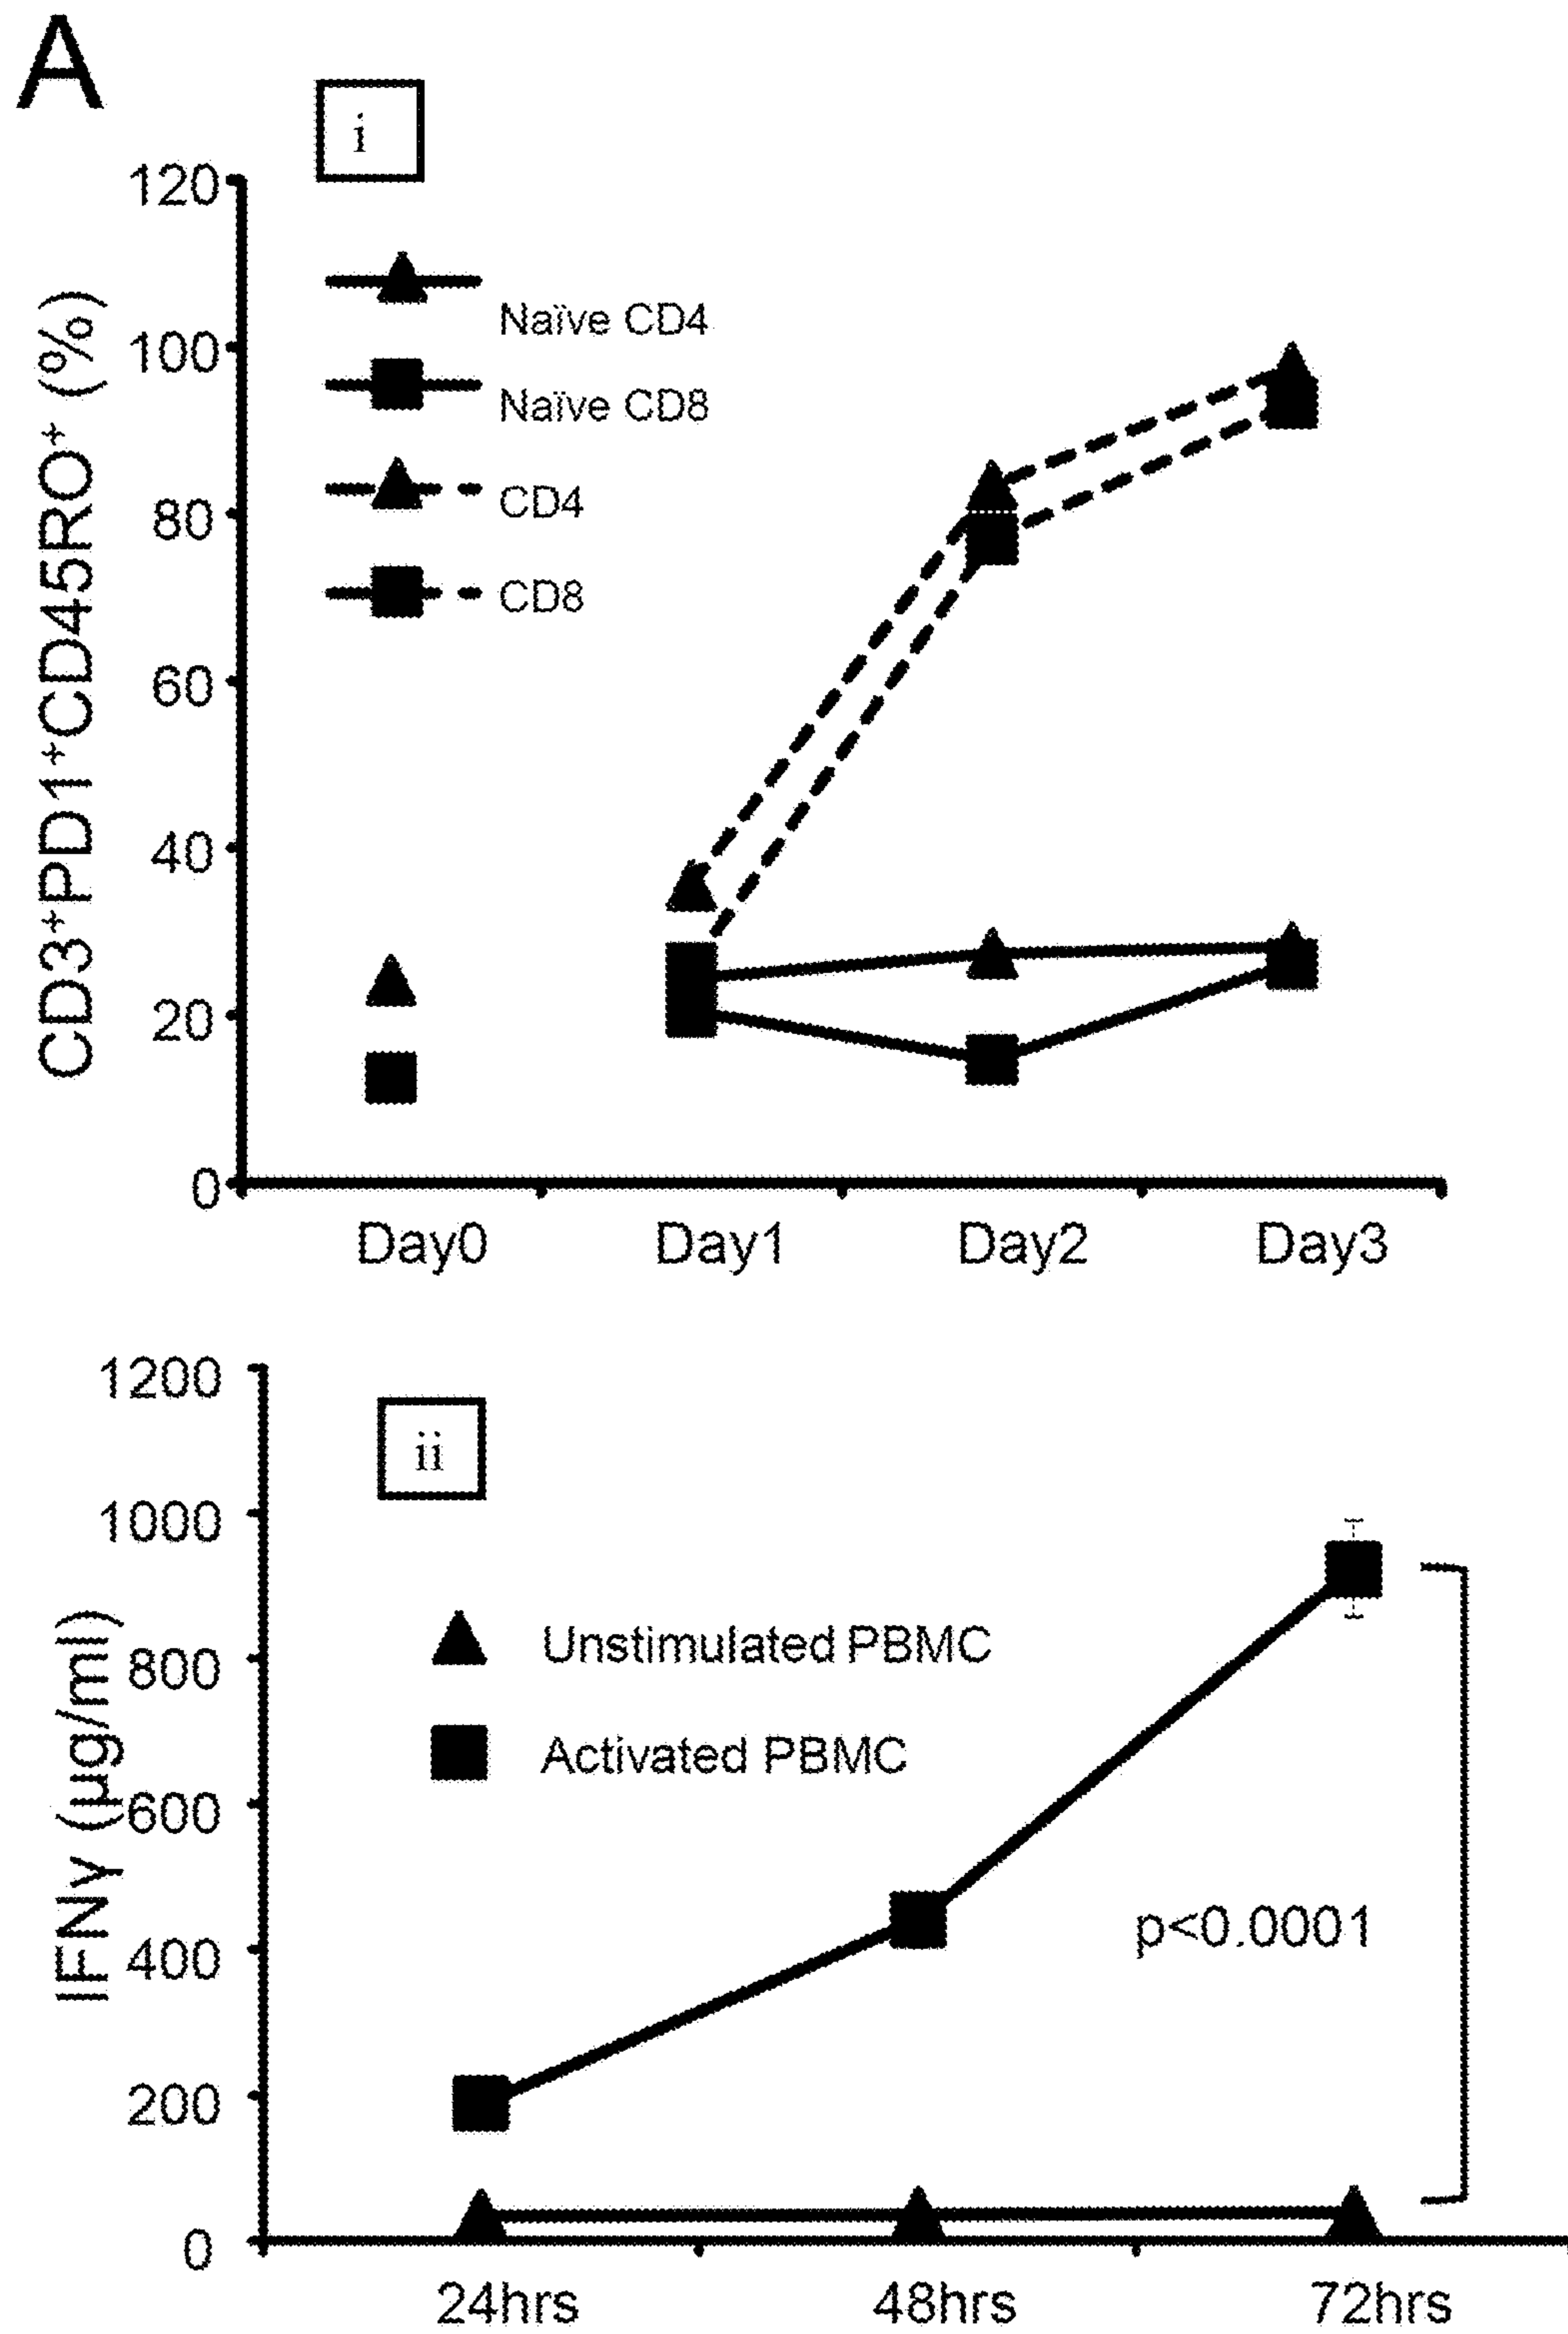 A
i
120
100
80
60
40
20
0
CD3⁺PD1⁺CD45RO⁺ (%)
Naïve CD4
Naïve CD8
CD4
CD8
Day0 Day1 Day2 Day3
ii
1200
1000
800
600
400
200
0
IFNγ (µg/ml)
Unstimulated PBMC
Activated PBMC
p<0.0001
24hrs 48hrs 72hrs